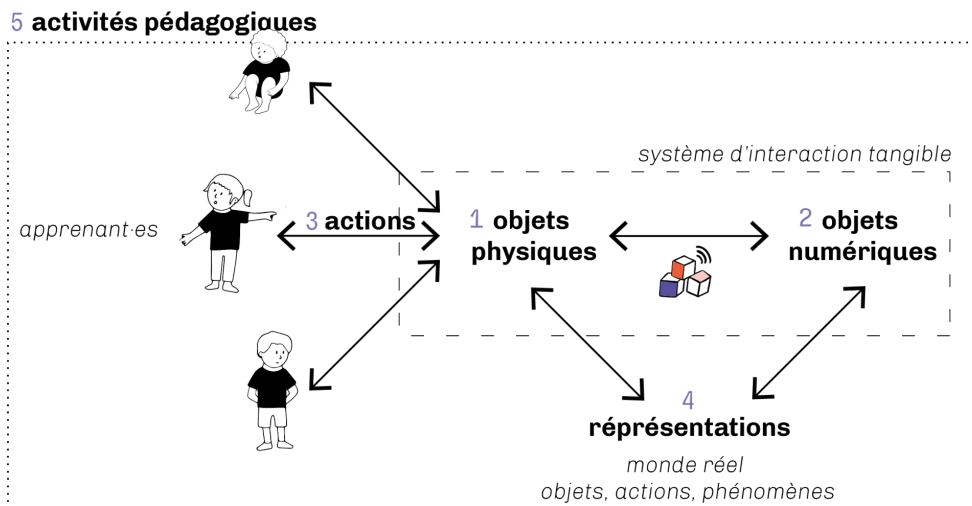 5 activités pédagogiques
système d'interaction tangible
apprenant·es
3 actions
1 objets
physiques
2 objets
numériques
4
réprésentations
monde réel
objets, actions, phénomènes